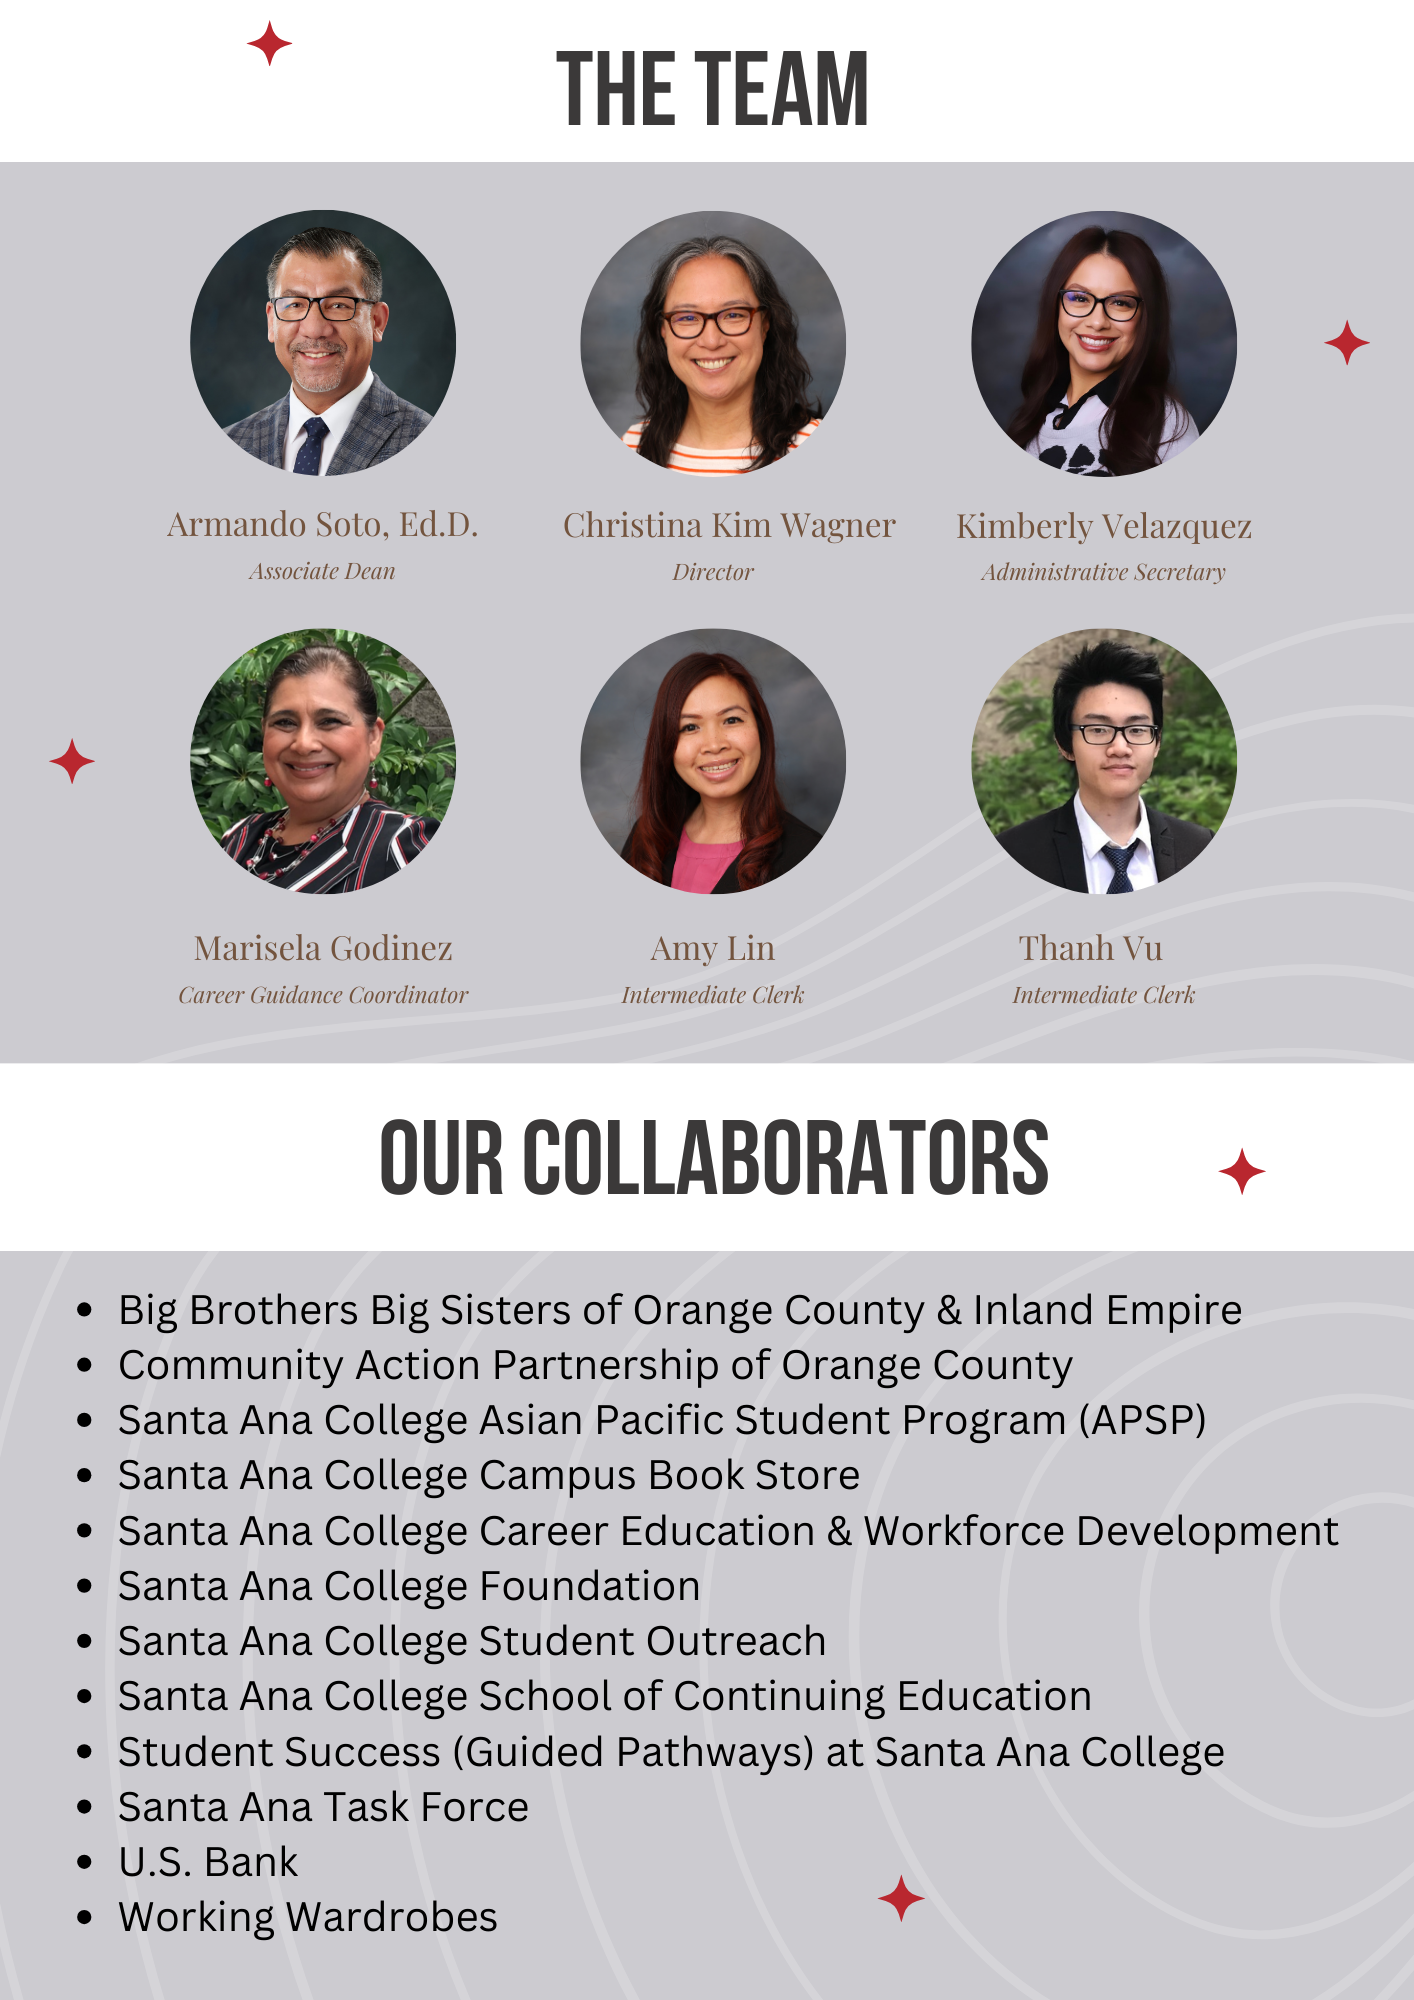 THE TEAM
Armando Soto, Ed.D.
Associate Dean
Christina Kim Wagner
Director
Kimberly Velazquez
Administrative Secretary
Marisela Godinez
Career Guidance Coordinator
Amy Lin
Intermediate Clerk
Thanh Vu
Intermediate Clerk
OUR COLLABORATORS
• Big Brothers Big Sisters of Orange County & Inland Empire
• Community Action Partnership of Orange County
• Santa Ana College Asian Pacific Student Program (APSP)
• Santa Ana College Campus Book Store
• Santa Ana College Career Education & Workforce Development
• Santa Ana College Foundation
• Santa Ana College Student Outreach
• Santa Ana College School of Continuing Education
• Student Success (Guided Pathways) at Santa Ana College
• Santa Ana Task Force
• U.S. Bank
• Working Wardrobes